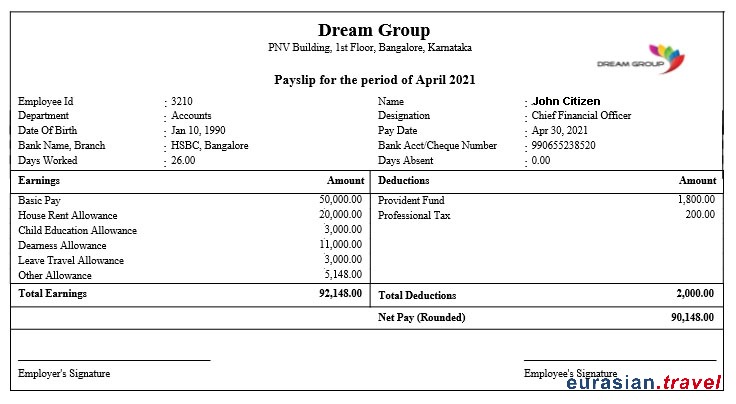 Dream Group
PNV Building, 1st Floor, Bangalore, Karnataka
DREAM GROUP
Payslip for the period of April 2021
Employee Id : 3210 Name : John Citizen
Department : Accounts Designation : Chief Financial Officer
Date Of Birth : Jan 10, 1990 Pay Date : Apr 30, 2021
Bank Name, Branch : HSBC, Bangalore Bank Acct/Cheque Number : 990655238520
Days Worked : 26.00 Days Absent : 0.00
Earnings Amount Deductions Amount
Basic Pay 50,000.00 Provident Fund 1,800.00
House Rent Allowance 20,000.00 Professional Tax 200.00
Child Education Allowance 3,000.00
Dearness Allowance 11,000.00
Leave Travel Allowance 3,000.00
Other Allowance 5,148.00
Total Earnings 92,148.00 Total Deductions 2,000.00
Net Pay (Rounded) 90,148.00
Employer's Signature Employee's Signature
eurasian.travel